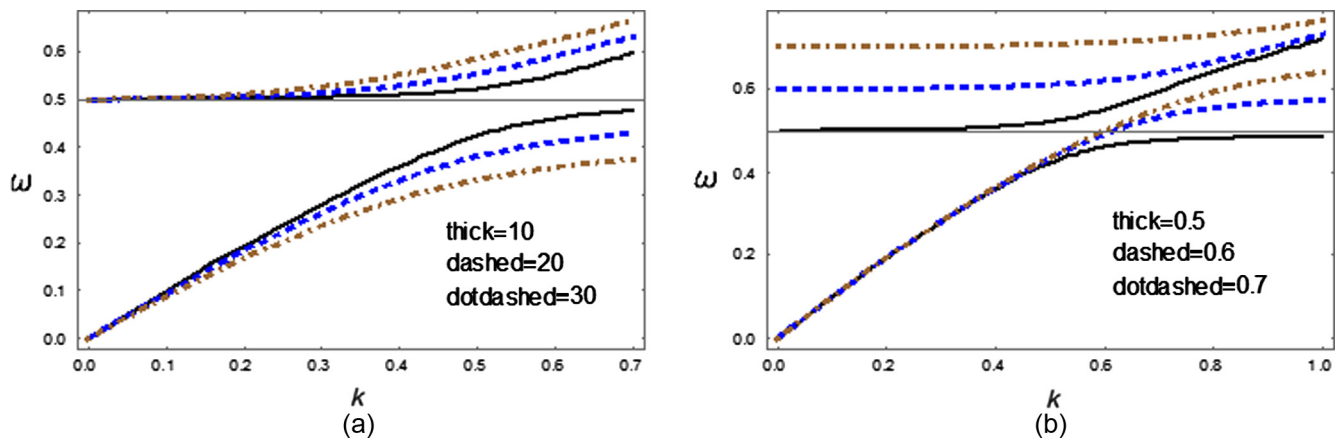 0.6
0.5
0.4
0.3
0.2
0.1
0.0
ω
thick=10
dashed=20
dotdashed=30
0.0 0.1 0.2 0.3 0.4 0.5 0.6 0.7
k
(a)
0.6
0.4
0.2
0.0
ω
thick=0.5
dashed=0.6
dotdashed=0.7
0.0 0.2 0.4 0.6 0.8 1.0
k
(b)